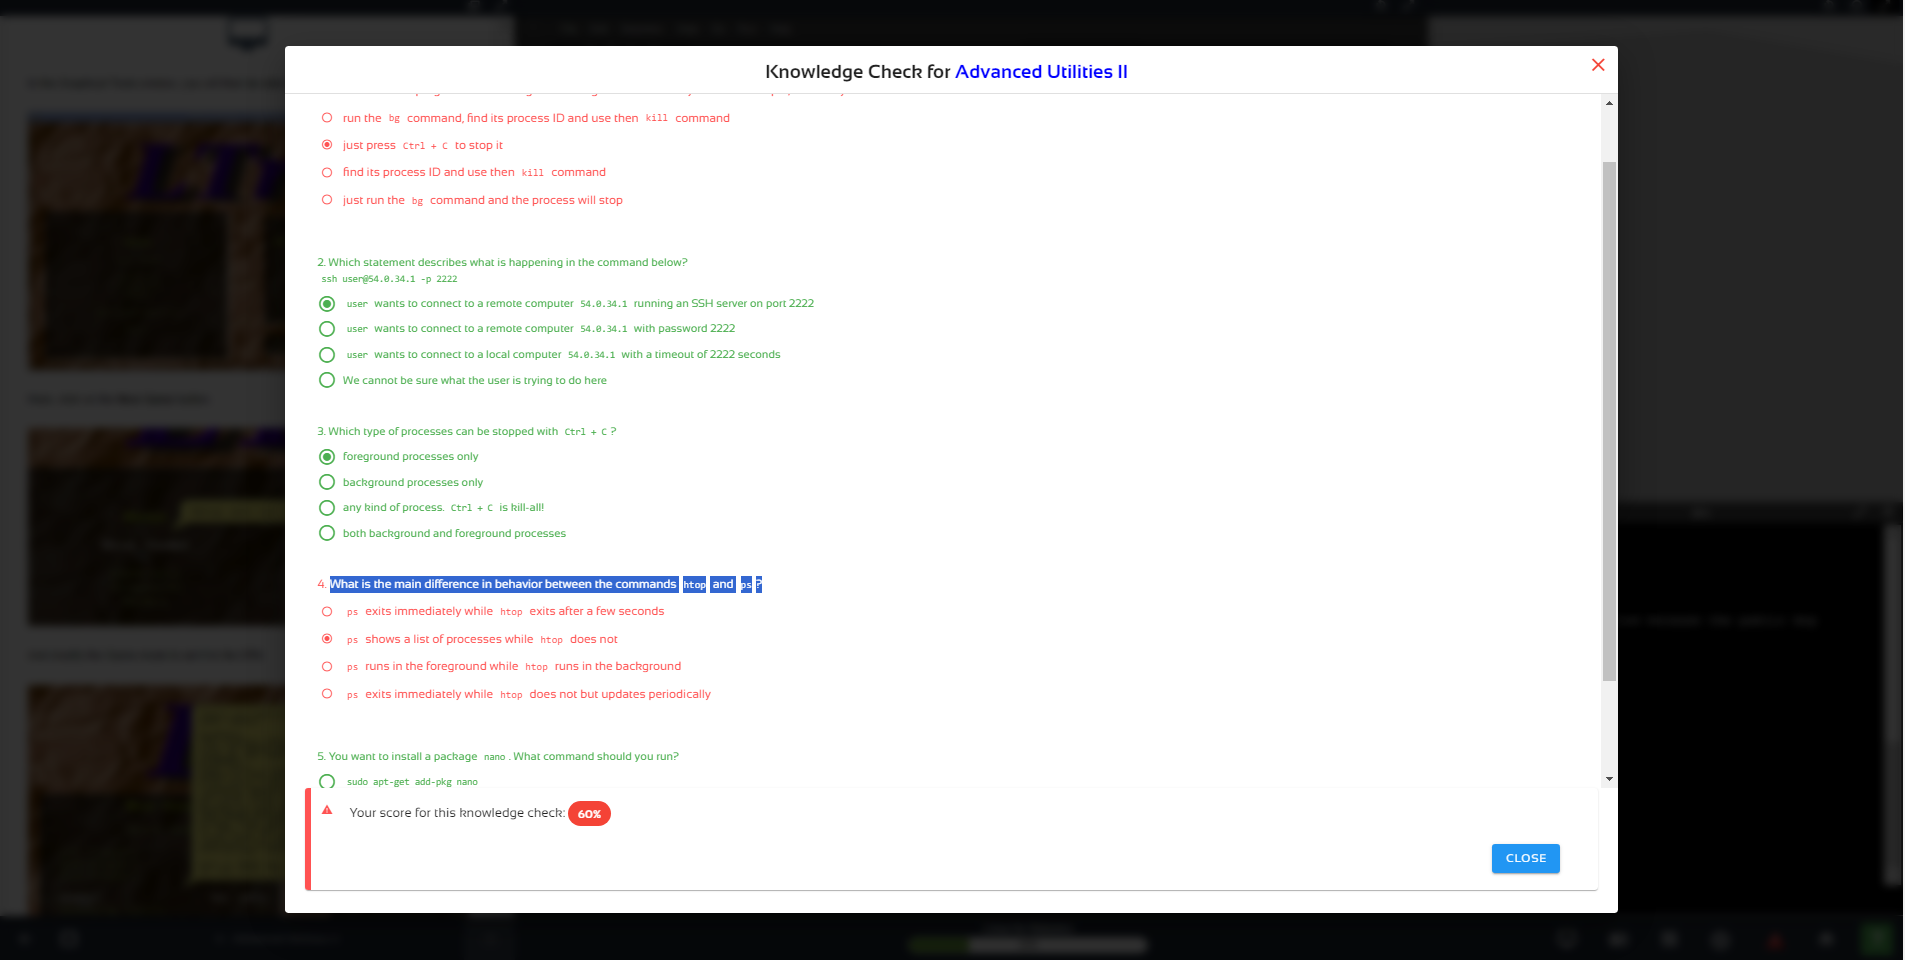 Knowledge Check for Advanced Utilities II
run the bg command, find its process ID and use then kill command
just press Ctrl + C to stop it
find its process ID and use then kill command
just run the bg command and the process will stop
2. Which statement describes what is happening in the command below?
ssh user@54.0.34.1 -p 2222
user wants to connect to a remote computer 54.0.34.1 running an SSH server on port 2222
user wants to connect to a remote computer 54.0.34.1 with password 2222
user wants to connect to a local computer 54.0.34.1 with a timeout of 2222 seconds
We cannot be sure what the user is trying to do here
3. Which type of processes can be stopped with Ctrl + C ?
foreground processes only
background processes only
any kind of process. Ctrl + C is kill-all!
both background and foreground processes
4. What is the main difference in behavior between the commands htop and ps ?
ps exits immediately while htop exits after a few seconds
ps shows a list of processes while htop does not
ps runs in the foreground while htop runs in the background
ps exits immediately while htop does not but updates periodically
5. You want to install a package nano . What command should you run?
sudo apt-get add-pkg nano
Your score for this knowledge check: 60%
CLOSE